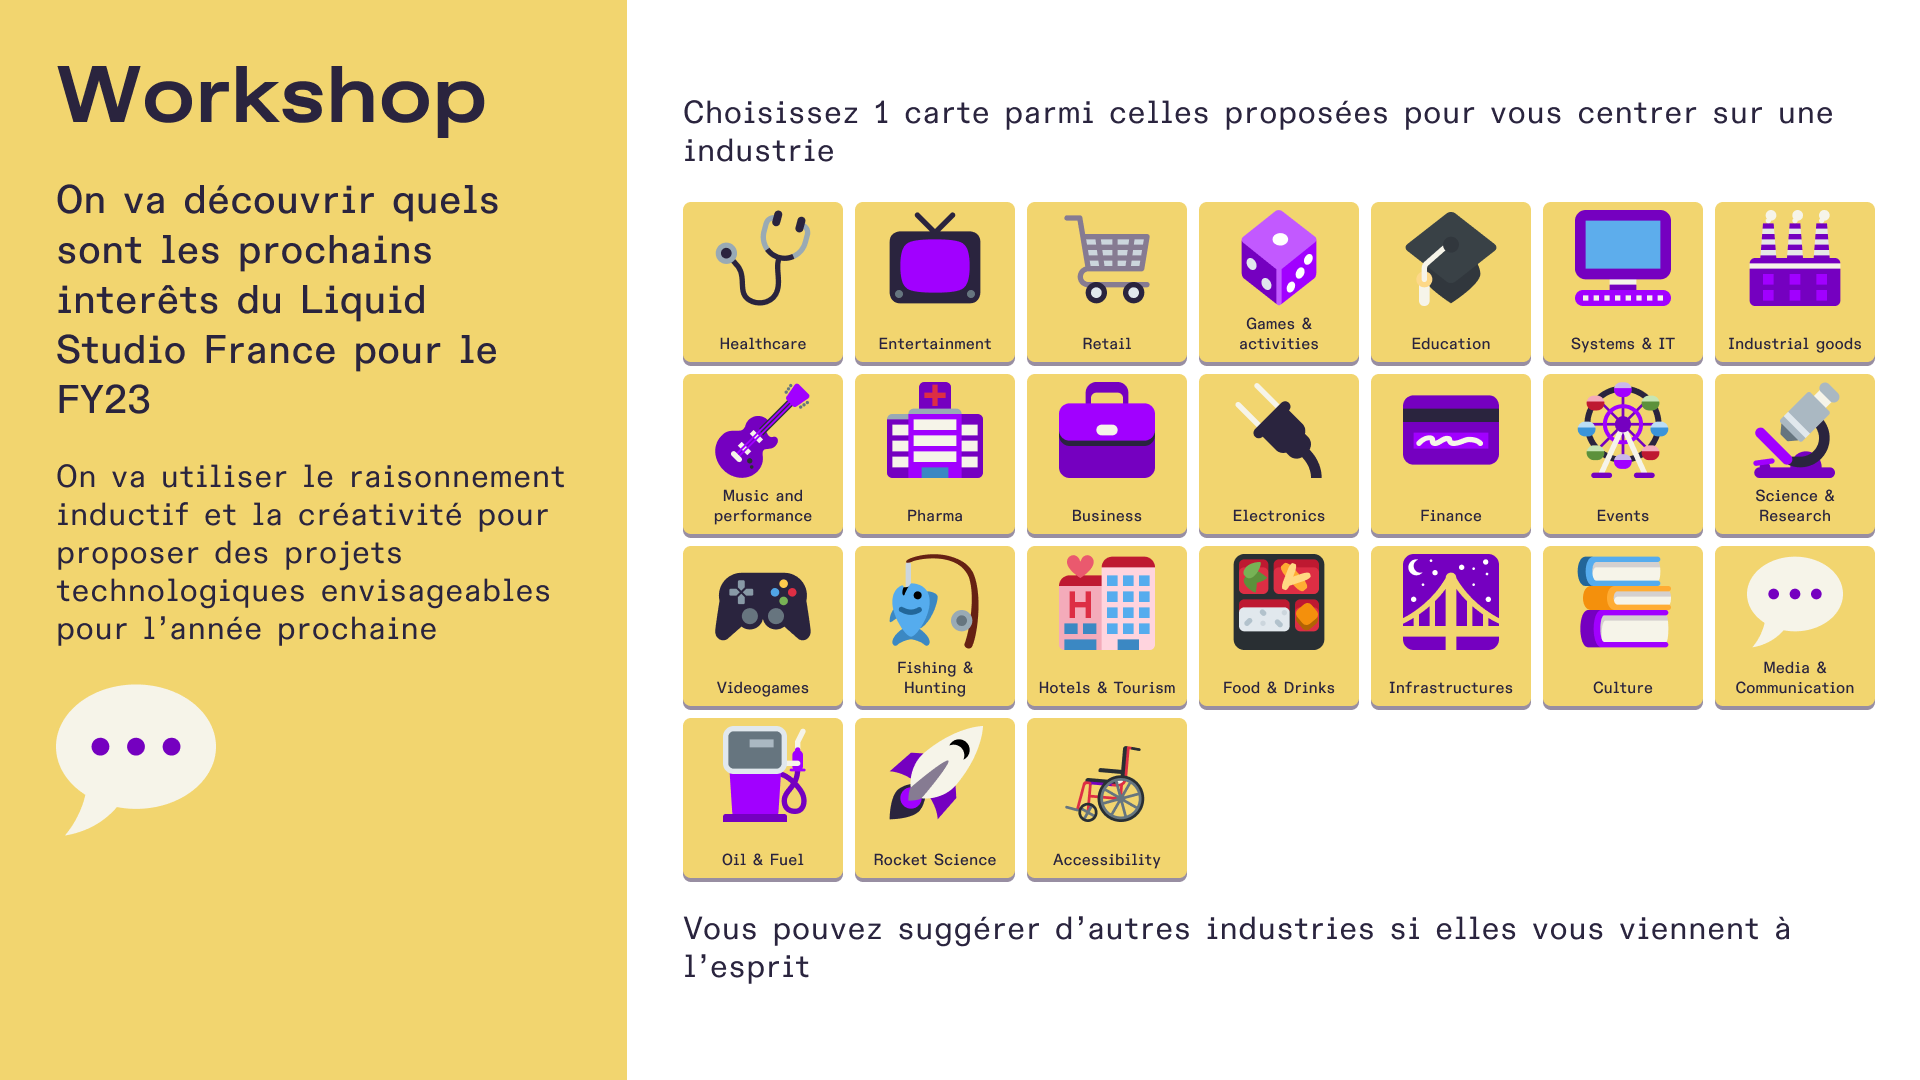 Workshop
On va découvrir quels
sont les prochains
interêts du Liquid
Studio France pour le
FY23
On va utiliser le raisonnement
inductif et la créativité pour
proposer des projets
technologiques envisageables
pour l’année prochaine
Choisissez 1 carte parmi celles proposées pour vous centrer sur une
industrie
Healthcare
Entertainment
Retail
Games &
activities
Education
Systems & IT
Industrial goods
Music and
performance
Pharma
Business
Electronics
Finance
Events
Science &
Research
Videogames
Fishing &
Hunting
Hotels & Tourism
Food & Drinks
Infrastructures
Culture
Media &
Communication
Oil & Fuel
Rocket Science
Accessibility
Vous pouvez suggérer d’autres industries si elles vous viennent à
l’esprit